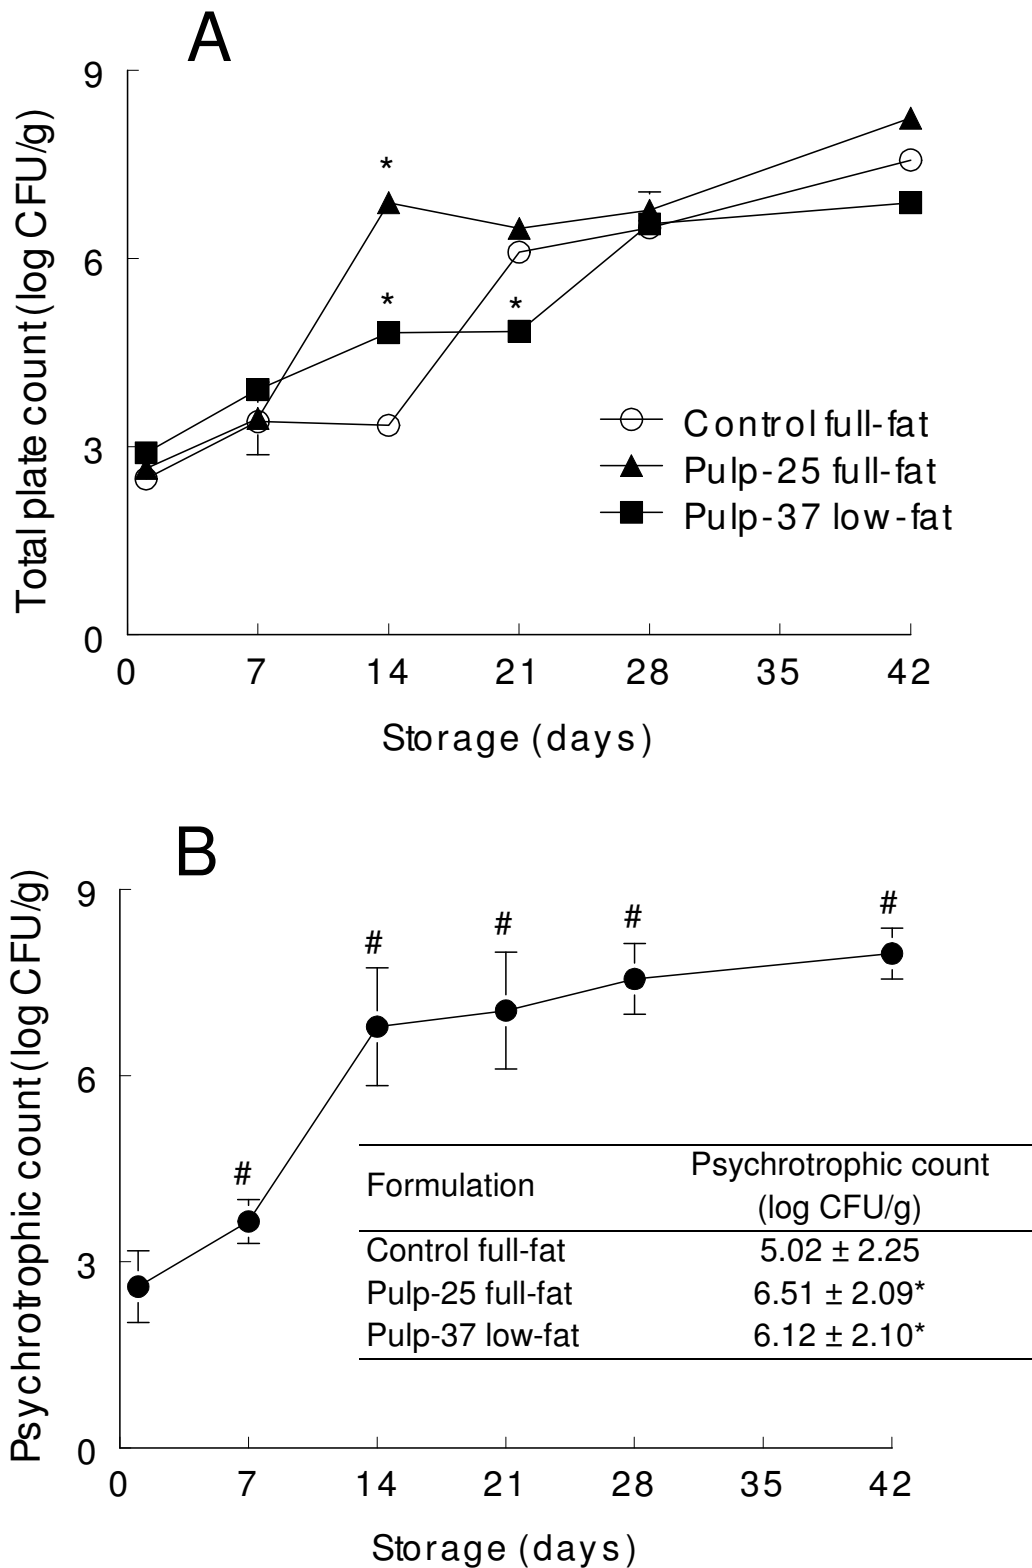 A
9
6
3
0
Total plate count (log CFU/g)
*
*
*
Control full-fat
Pulp-25 full-fat
Pulp-37 low-fat
0 7 14 21 28 35 42
Storage (days)
B
9
6
3
0
Psychrotrophic count (log CFU/g)
# # # # #
Formulation Psychrotrophic count
(log CFU/g)
Control full-fat 5.02 ± 2.25
Pulp-25 full-fat 6.51 ± 2.09*
Pulp-37 low-fat 6.12 ± 2.10*
0 7 14 21 28 35 42
Storage (days)